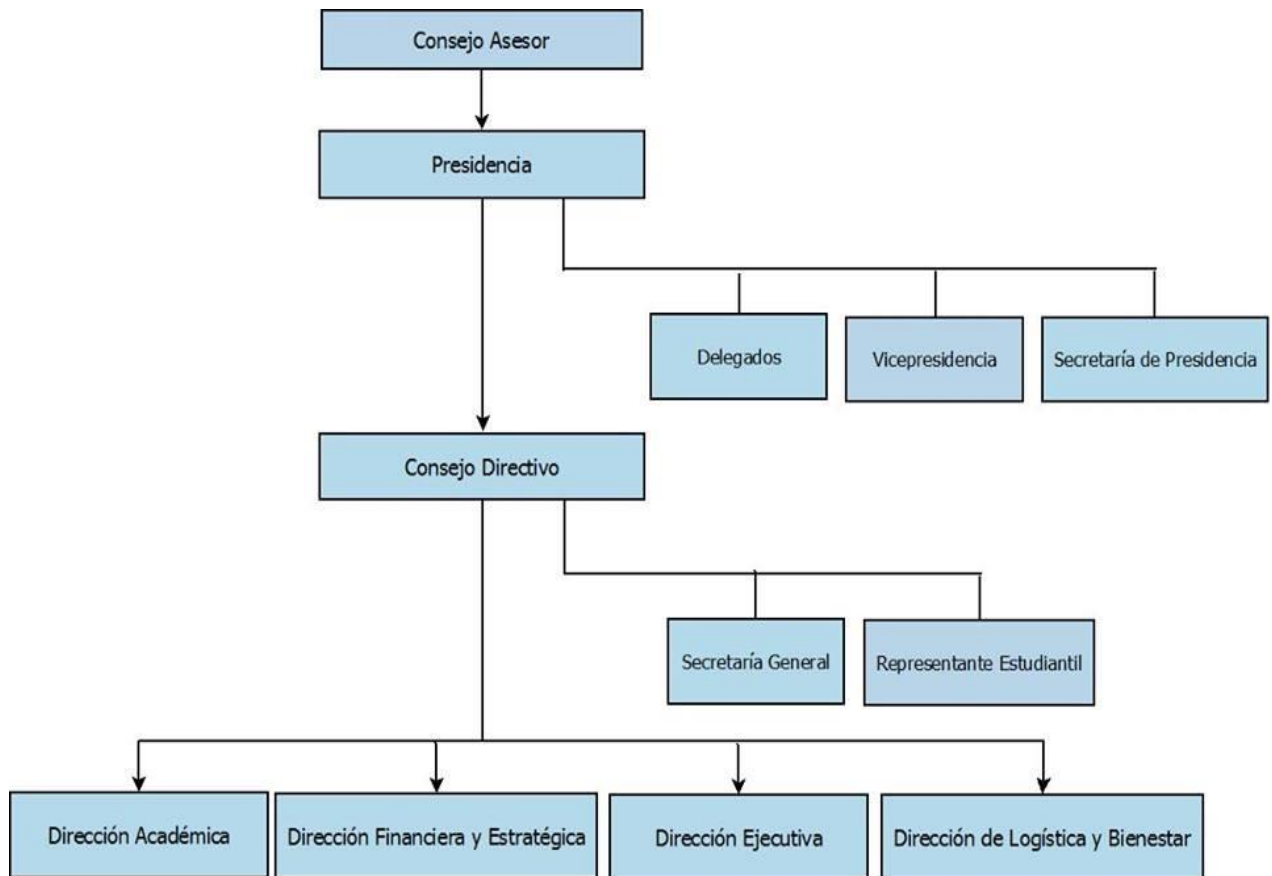 Consejo Asesor
Presidencia
Delegados
Vicepresidencia
Secretaría de Presidencia
Consejo Directivo
Secretaría General
Representante Estudiantil
Dirección Académica
Dirección Financiera y Estratégica
Dirección Ejecutiva
Dirección de Logística y Bienestar